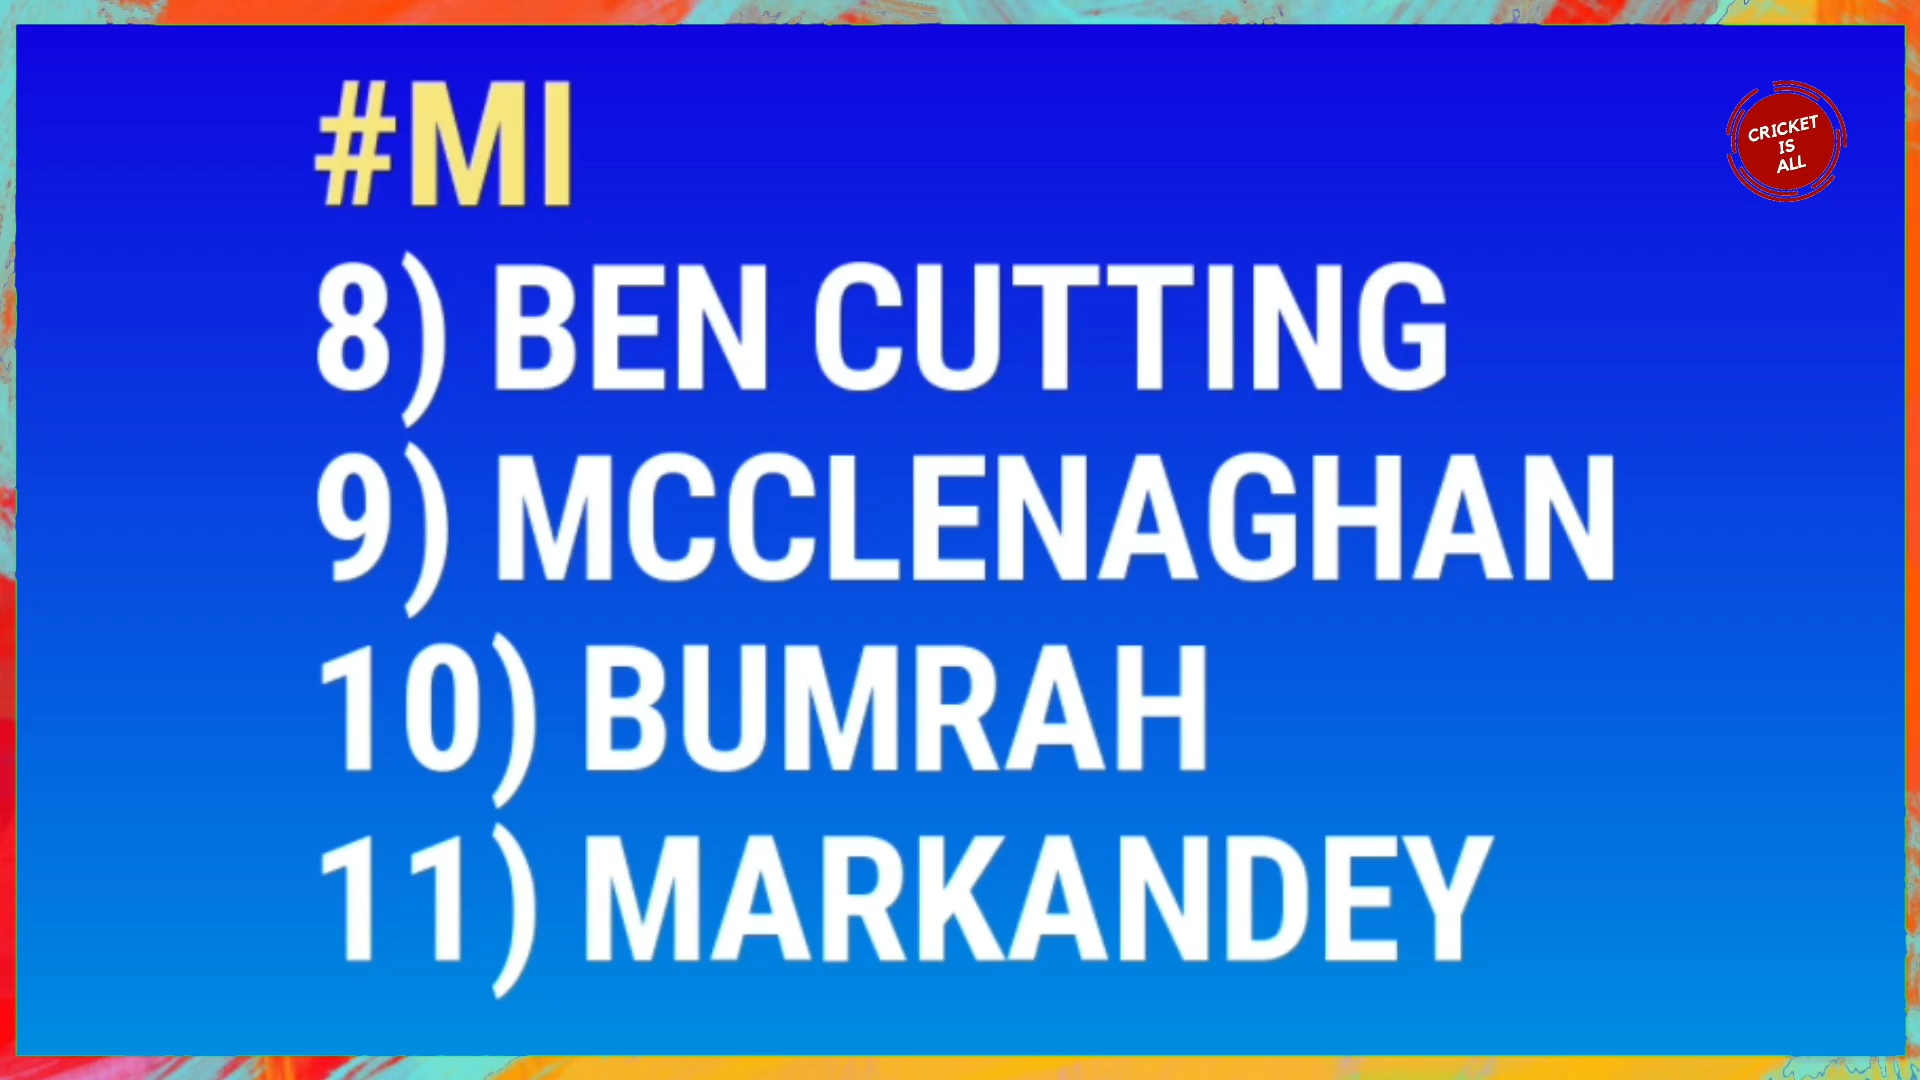 #MI
CRICKET
IS
ALL
8) BEN CUTTING
9) MCCLENAGHAN
10) BUMRAH
11) MARKANDEY